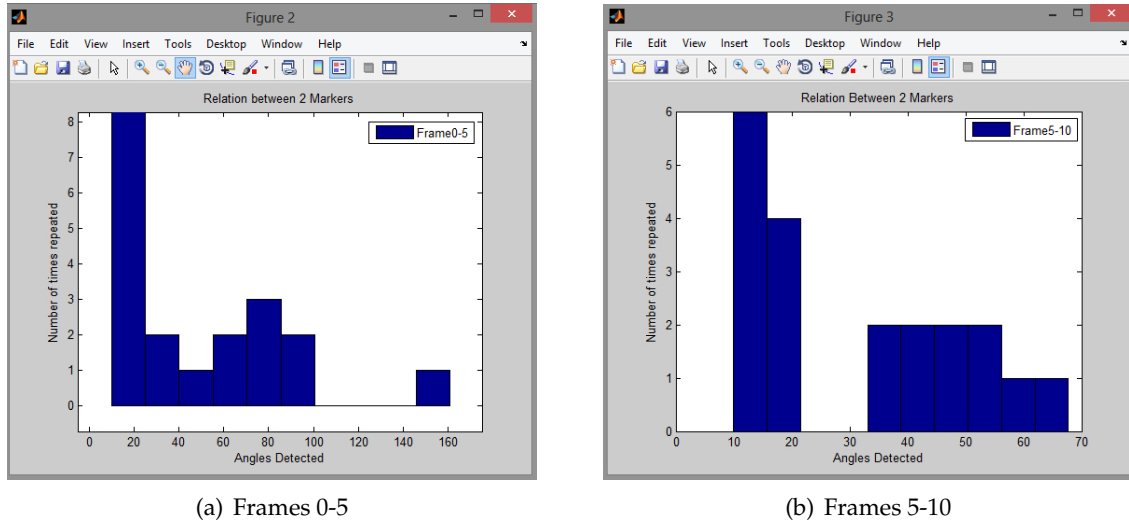 Figure 2
File Edit View Insert Tools Desktop Window Help
Relation between 2 Markers
Frame0-5
Number of times repeated
8
7
6
5
4
3
2
1
0
0 20 40 60 80 100 120 140 160
Angles Detected
(a) Frames 0-5
Figure 3
File Edit View Insert Tools Desktop Window Help
Relation Between 2 Markers
Frame5-10
Number of times repeated
6
5
4
3
2
1
0
0 10 20 30 40 50 60 70
Angles Detected
(b) Frames 5-10